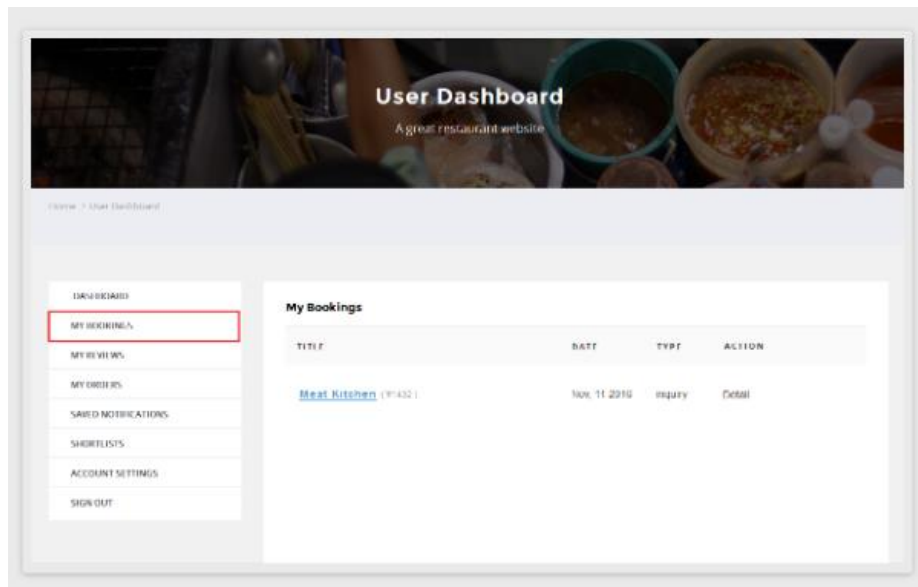 User Dashboard
A great restaurant website
Home > User Dashboard
DASHBOARD
MY BOOKINGS
MY REVIEWS
MY ORDERS
SAVED NOTIFICATIONS
SHORTLISTS
ACCOUNT SETTINGS
SIGN OUT
My Bookings
TITLE DATE TYPE ACTION
Meat Kitchen Nov, 11 2016 inquiry Detail